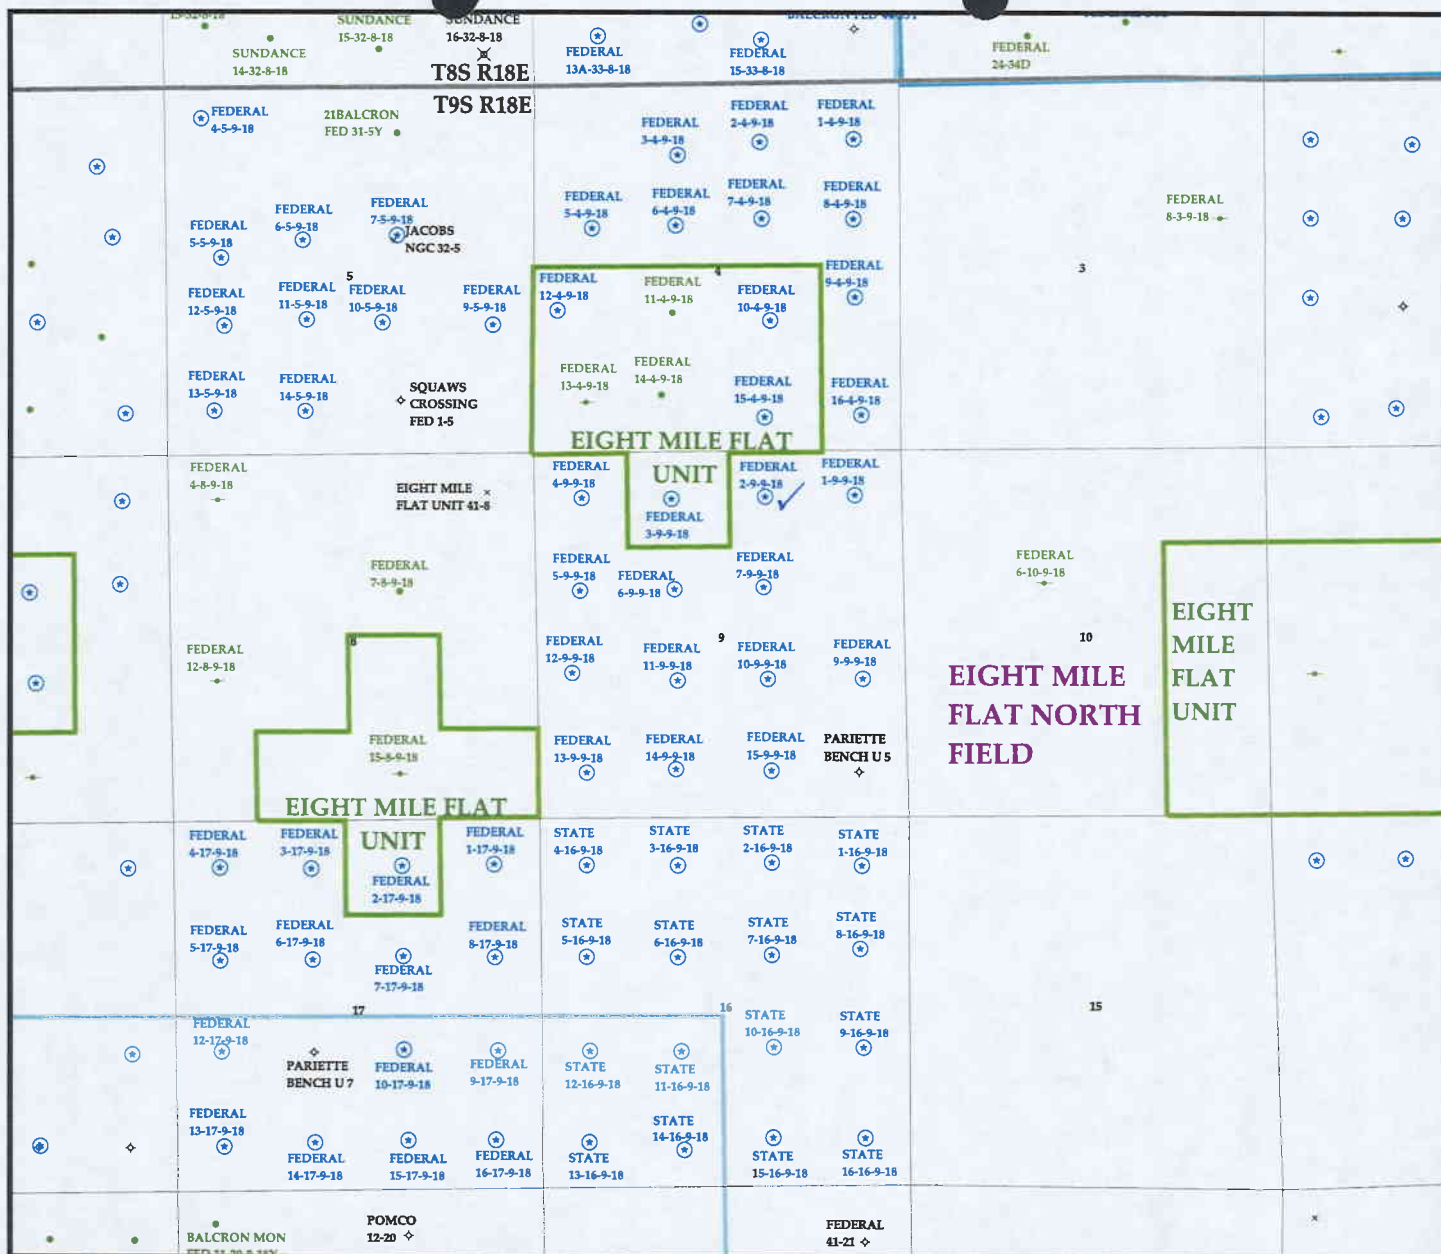 SUNDANCE
14-32-8-18
SUNDANCE
15-32-8-18
SUNDANCE
16-32-8-18
FEDERAL
13A-33-8-18
FEDERAL
15-33-8-18
FEDERAL
24-34D
T8S R18E
T9S R18E
FEDERAL
4-5-9-18
21BALCRON
FED 31-5Y
FEDERAL
3-4-9-18
FEDERAL
2-4-9-18
FEDERAL
1-4-9-18
FEDERAL
5-5-9-18
FEDERAL
6-5-9-18
FEDERAL
7-5-9-18
JACOBS
NGC 32-5
FEDERAL
5-4-9-18
FEDERAL
6-4-9-18
FEDERAL
7-4-9-18
FEDERAL
8-4-9-18
FEDERAL
8-3-9-18
5
4
3
FEDERAL
12-5-9-18
FEDERAL
11-5-9-18
FEDERAL
10-5-9-18
FEDERAL
9-5-9-18
FEDERAL
12-4-9-18
FEDERAL
11-4-9-18
FEDERAL
10-4-9-18
FEDERAL
9-4-9-18
FEDERAL
13-5-9-18
FEDERAL
14-5-9-18
SQUAWS
CROSSING
FED 1-5
FEDERAL
13-4-9-18
FEDERAL
14-4-9-18
FEDERAL
15-4-9-18
FEDERAL
16-4-9-18
EIGHT MILE FLAT
UNIT
FEDERAL
4-8-9-18
EIGHT MILE
FLAT UNIT 41-8
FEDERAL
4-9-9-18
FEDERAL
3-9-9-18
FEDERAL
2-9-9-18
FEDERAL
1-9-9-18
FEDERAL
7-8-9-18
FEDERAL
5-9-9-18
FEDERAL
6-9-9-18
FEDERAL
7-9-9-18
FEDERAL
6-10-9-18
EIGHT
MILE
FLAT
UNIT
8
9
10
FEDERAL
12-8-9-18
FEDERAL
12-9-9-18
FEDERAL
11-9-9-18
FEDERAL
10-9-9-18
FEDERAL
9-9-9-18
EIGHT MILE
FLAT NORTH
FIELD
FEDERAL
15-8-9-18
FEDERAL
13-9-9-18
FEDERAL
14-9-9-18
FEDERAL
15-9-9-18
PARIETTE
BENCH U 5
EIGHT MILE FLAT
UNIT
FEDERAL
4-17-9-18
FEDERAL
3-17-9-18
FEDERAL
2-17-9-18
FEDERAL
1-17-9-18
STATE
4-16-9-18
STATE
3-16-9-18
STATE
2-16-9-18
STATE
1-16-9-18
FEDERAL
5-17-9-18
FEDERAL
6-17-9-18
FEDERAL
7-17-9-18
FEDERAL
8-17-9-18
STATE
5-16-9-18
STATE
6-16-9-18
STATE
7-16-9-18
STATE
8-16-9-18
17
16
15
FEDERAL
12-17-9-18
PARIETTE
BENCH U 7
FEDERAL
10-17-9-18
FEDERAL
9-17-9-18
STATE
12-16-9-18
STATE
11-16-9-18
STATE
10-16-9-18
STATE
9-16-9-18
FEDERAL
13-17-9-18
FEDERAL
14-17-9-18
FEDERAL
15-17-9-18
FEDERAL
16-17-9-18
STATE
13-16-9-18
STATE
14-16-9-18
STATE
15-16-9-18
STATE
16-16-9-18
BALCRON MON
POMCO
12-20
FEDERAL
41-21